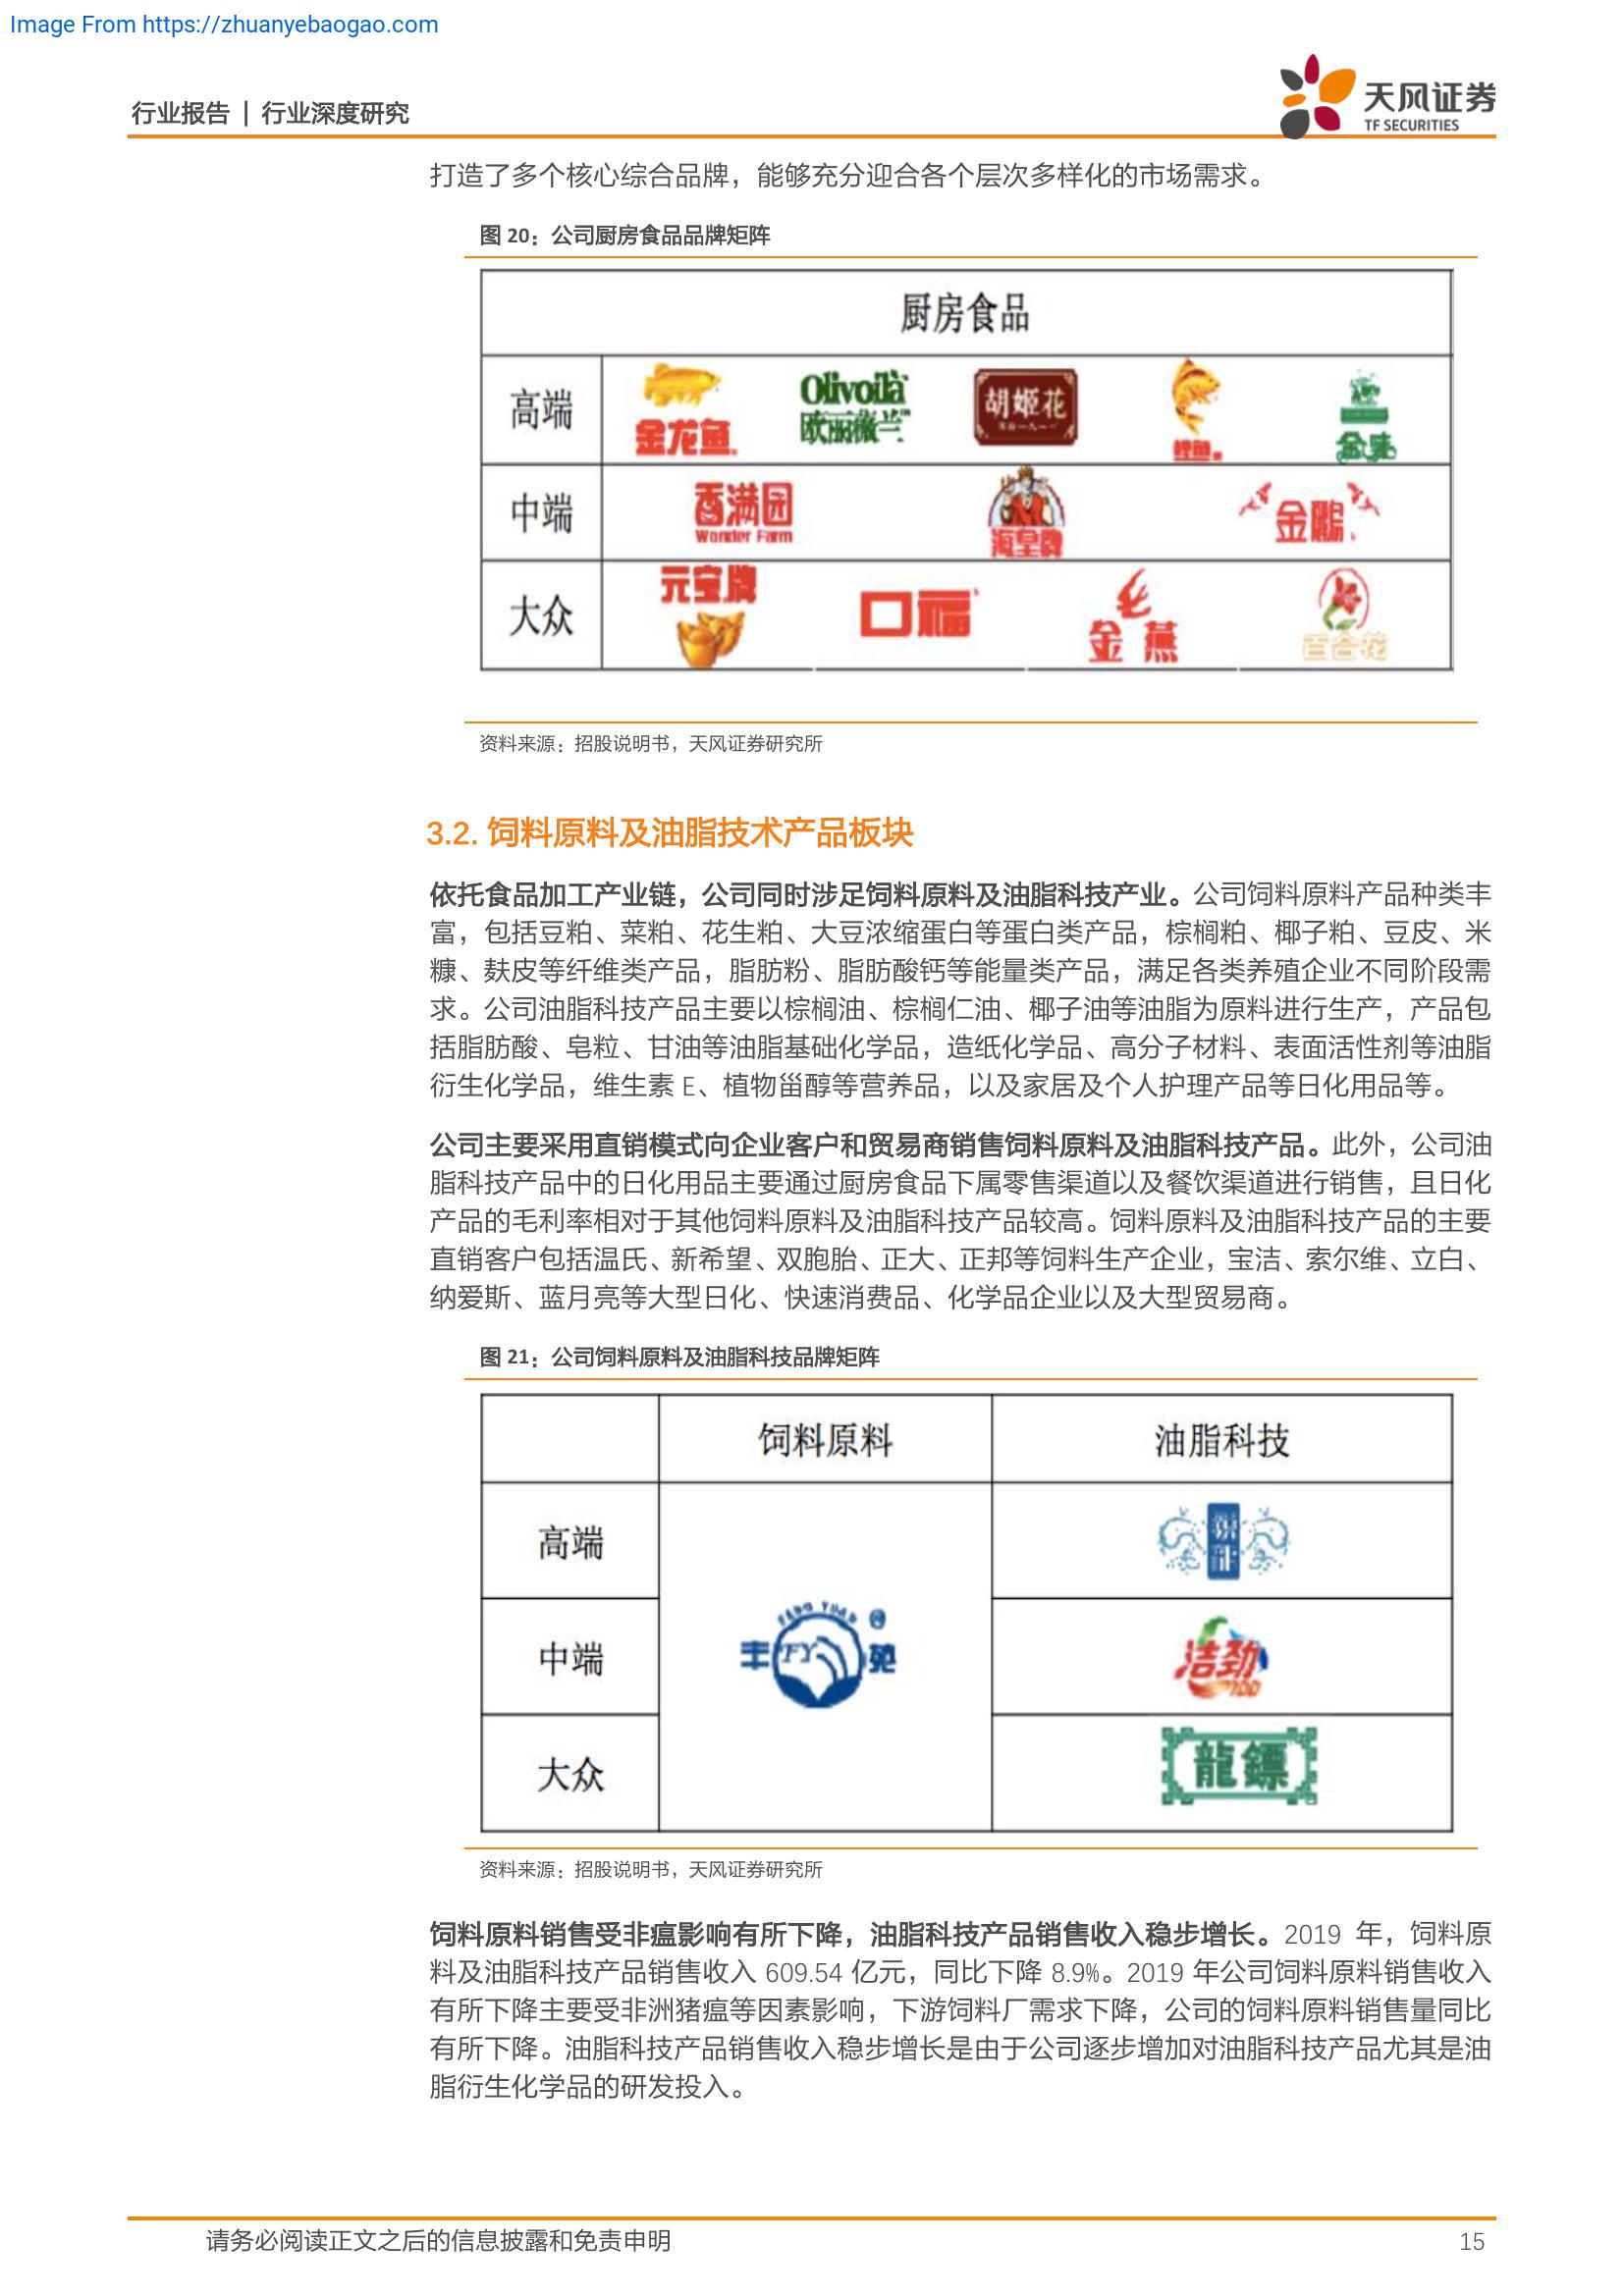 Image From https://zhuanyebaogao.com
行业报告 | 行业深度研究
天风证券
TF SECURITIES
打造了多个核心综合品牌，能够充分迎合各个层次多样化的市场需求。
图 20：公司厨房食品品牌矩阵
厨房食品
高端
金龙鱼
Olivoilà
欧丽薇兰
胡姬花
鲤鱼
金味
中端
香满园
Wonder Farm
海皇牌
金鵬
大众
元宝牌
口福
金燕
百合花
资料来源：招股说明书，天风证券研究所
3.2. 饲料原料及油脂技术产品板块
依托食品加工产业链，公司同时涉足饲料原料及油脂科技产业。公司饲料原料产品种类丰
富，包括豆粕、菜粕、花生粕、大豆浓缩蛋白等蛋白类产品，棕榈粕、椰子粕、豆皮、米
糠、麸皮等纤维类产品，脂肪粉、脂肪酸钙等能量类产品，满足各类养殖企业不同阶段需
求。公司油脂科技产品主要以棕榈油、棕榈仁油、椰子油等油脂为原料进行生产，产品包
括脂肪酸、皂粒、甘油等油脂基础化学品，造纸化学品、高分子材料、表面活性剂等油脂
衍生化学品，维生素 E、植物甾醇等营养品，以及家居及个人护理产品等日化用品等。
公司主要采用直销模式向企业客户和贸易商销售饲料原料及油脂科技产品。此外，公司油
脂科技产品中的日化用品主要通过厨房食品下属零售渠道以及餐饮渠道进行销售，且日化
产品的毛利率相对于其他饲料原料及油脂科技产品较高。饲料原料及油脂科技产品的主要
直销客户包括温氏、新希望、双胞胎、正大、正邦等饲料生产企业，宝洁、索尔维、立白、
纳爱斯、蓝月亮等大型日化、快速消费品、化学品企业以及大型贸易商。
图 21：公司饲料原料及油脂科技品牌矩阵
饲料原料
油脂科技
高端
中端
FENG YUAN
丰 FY 苑
洁劲
100
大众
龍鏢
资料来源：招股说明书，天风证券研究所
饲料原料销售受非瘟影响有所下降，油脂科技产品销售收入稳步增长。2019 年，饲料原
料及油脂科技产品销售收入 609.54 亿元，同比下降 8.9%。2019 年公司饲料原料销售收入
有所下降主要受非洲猪瘟等因素影响，下游饲料厂需求下降，公司的饲料原料销售量同比
有所下降。油脂科技产品销售收入稳步增长是由于公司逐步增加对油脂科技产品尤其是油
脂衍生化学品的研发投入。
请务必阅读正文之后的信息披露和免责申明
15